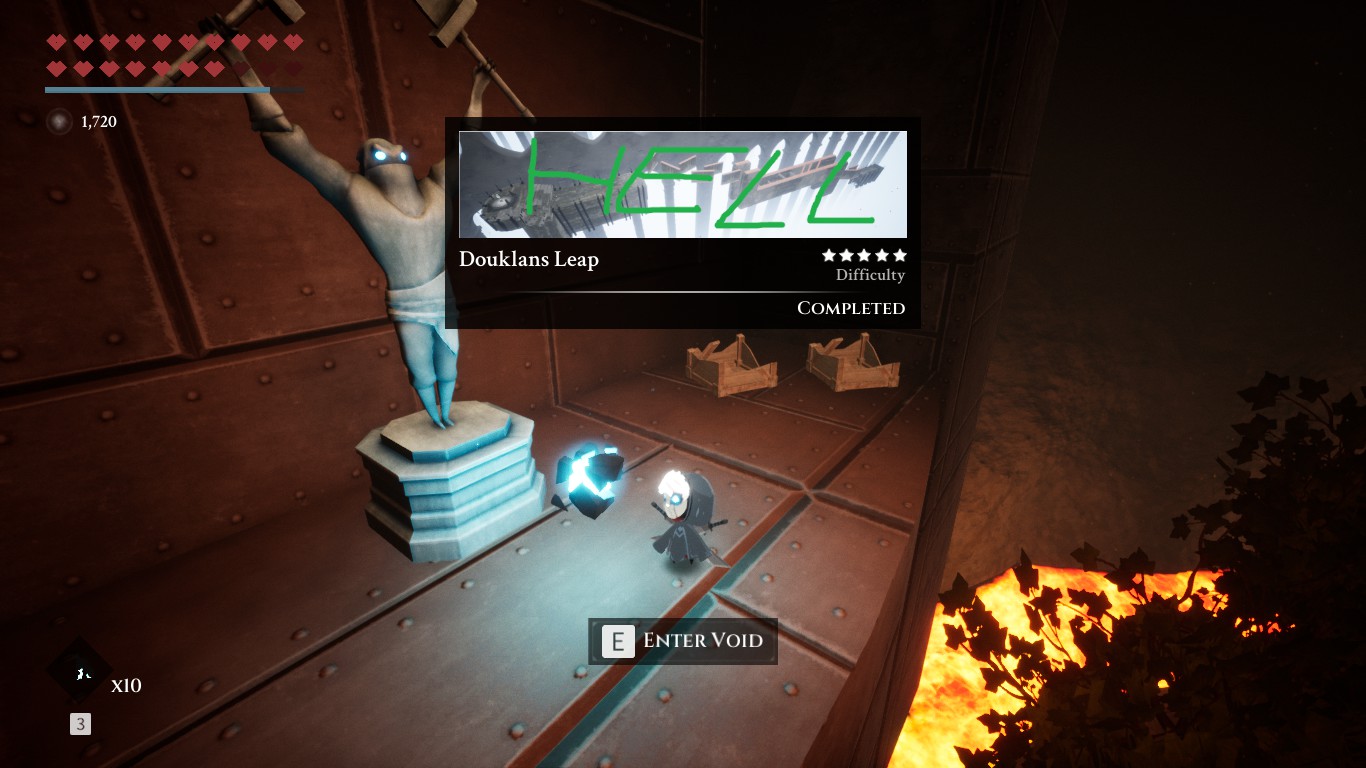 1,720
HELL
Douklans Leap
Difficulty
COMPLETED
E ENTER VOID
x10
3